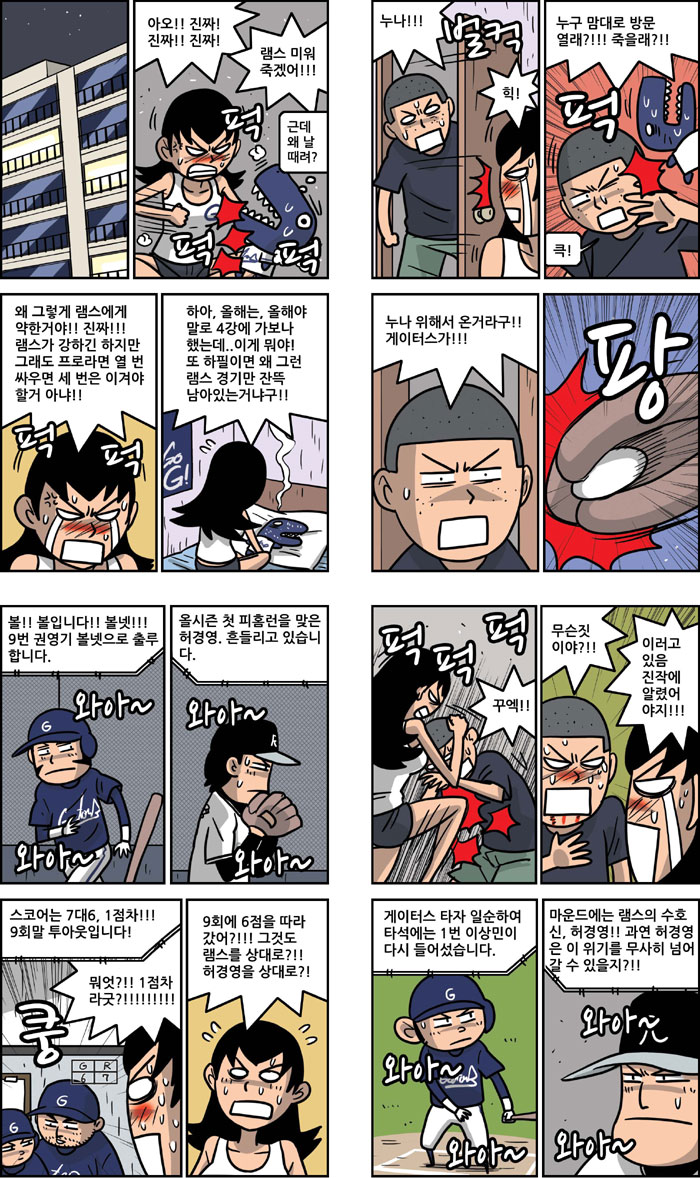 아오!! 진짜!
진짜!! 진짜!
램스 미워
죽겠어!!!
퍽
근데
왜 날
때려?
G
퍽
퍽
누나!!!
벌컥
힉!
누구 맘대로 방문
열래?!!! 죽을래?!!
퍽
큭!
왜 그렇게 램스에게
약한거야!! 진짜!!!
램스가 강하긴 하지만
그래도 프로라면 열 번
싸우면 세 번은 이겨야
할거 아냐!!
퍽
퍽
하아, 올해는, 올해야
말로 4강에 가보나
했는데..이게 뭐야!
또 하필이면 왜 그런
램스 경기만 잔뜩
남아있는거냐구!!
GO
G!
누나 위해서 온거라구!!
게이터스가!!!
팡
볼!! 볼입니다!! 볼넷!!!
9번 권영기 볼넷으로 출루
합니다.
와아~
G
Gators
와아~
올시즌 첫 피홈런을 맞은
허경영. 흔들리고 있습니
다.
와아~
R
와아~
퍽
퍽
퍽
꾸엑!!
무슨짓
이야?!!
이러고
있음
진작에
알렸어
야지!!!
스코어는 7대6, 1점차!!!
9회말 투아웃입니다!
뭐엇?!! 1점차
라굿?!!!!!!!!!!
쿵
G R
6 7
G
G
9회에 6점을 따라
갔어?!!! 그것도
램스를 상대로?!
허경영을 상대로?!
게이터스 타자 일순하여
타석에는 1번 이상민이
다시 들어섰습니다.
G
와아~
Gators
와아~
마운드에는 램스의 수호
신, 허경영!! 과연 허경영
은 이 위기를 무사히 넘어
갈 수 있을지?!!
와아~
와아~